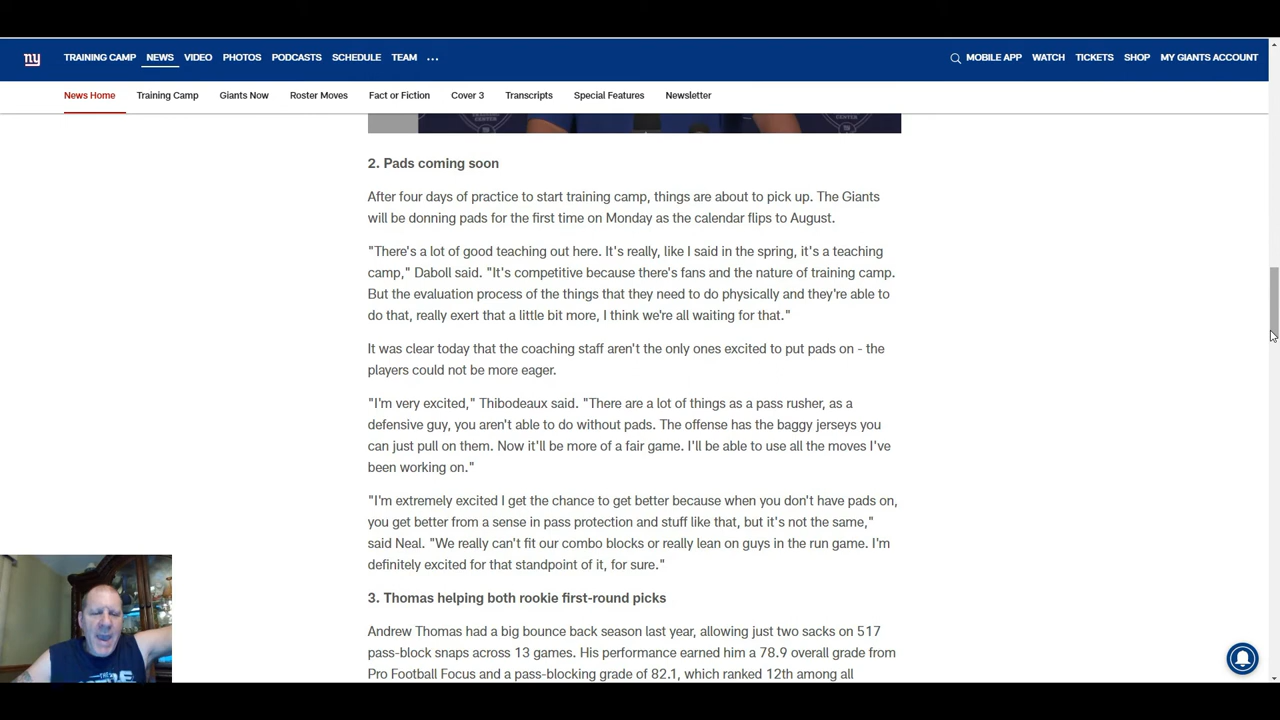 ny
TRAINING CAMP NEWS VIDEO PHOTOS PODCASTS SCHEDULE TEAM ...
MOBILE APP WATCH TICKETS SHOP MY GIANTS ACCOUNT
News Home Training Camp Giants Now Roster Moves Fact or Fiction Cover 3 Transcripts Special Features Newsletter
2. Pads coming soon
After four days of practice to start training camp, things are about to pick up. The Giants
will be donning pads for the first time on Monday as the calendar flips to August.
"There's a lot of good teaching out here. It's really, like I said in the spring, it's a teaching
camp," Daboll said. "It's competitive because there's fans and the nature of training camp.
But the evaluation process of the things that they need to do physically and they're able to
do that, really exert that a little bit more, I think we're all waiting for that."
It was clear today that the coaching staff aren't the only ones excited to put pads on - the
players could not be more eager.
"I'm very excited," Thibodeaux said. "There are a lot of things as a pass rusher, as a
defensive guy, you aren't able to do without pads. The offense has the baggy jerseys you
can just pull on them. Now it'll be more of a fair game. I'll be able to use all the moves I've
been working on."
"I'm extremely excited I get the chance to get better because when you don't have pads on,
you get better from a sense in pass protection and stuff like that, but it's not the same,"
said Neal. "We really can't fit our combo blocks or really lean on guys in the run game. I'm
definitely excited for that standpoint of it, for sure."
3. Thomas helping both rookie first-round picks
Andrew Thomas had a big bounce back season last year, allowing just two sacks on 517
pass-block snaps across 13 games. His performance earned him a 78.9 overall grade from
Pro Football Focus and a pass-blocking grade of 82.1, which ranked 12th among all